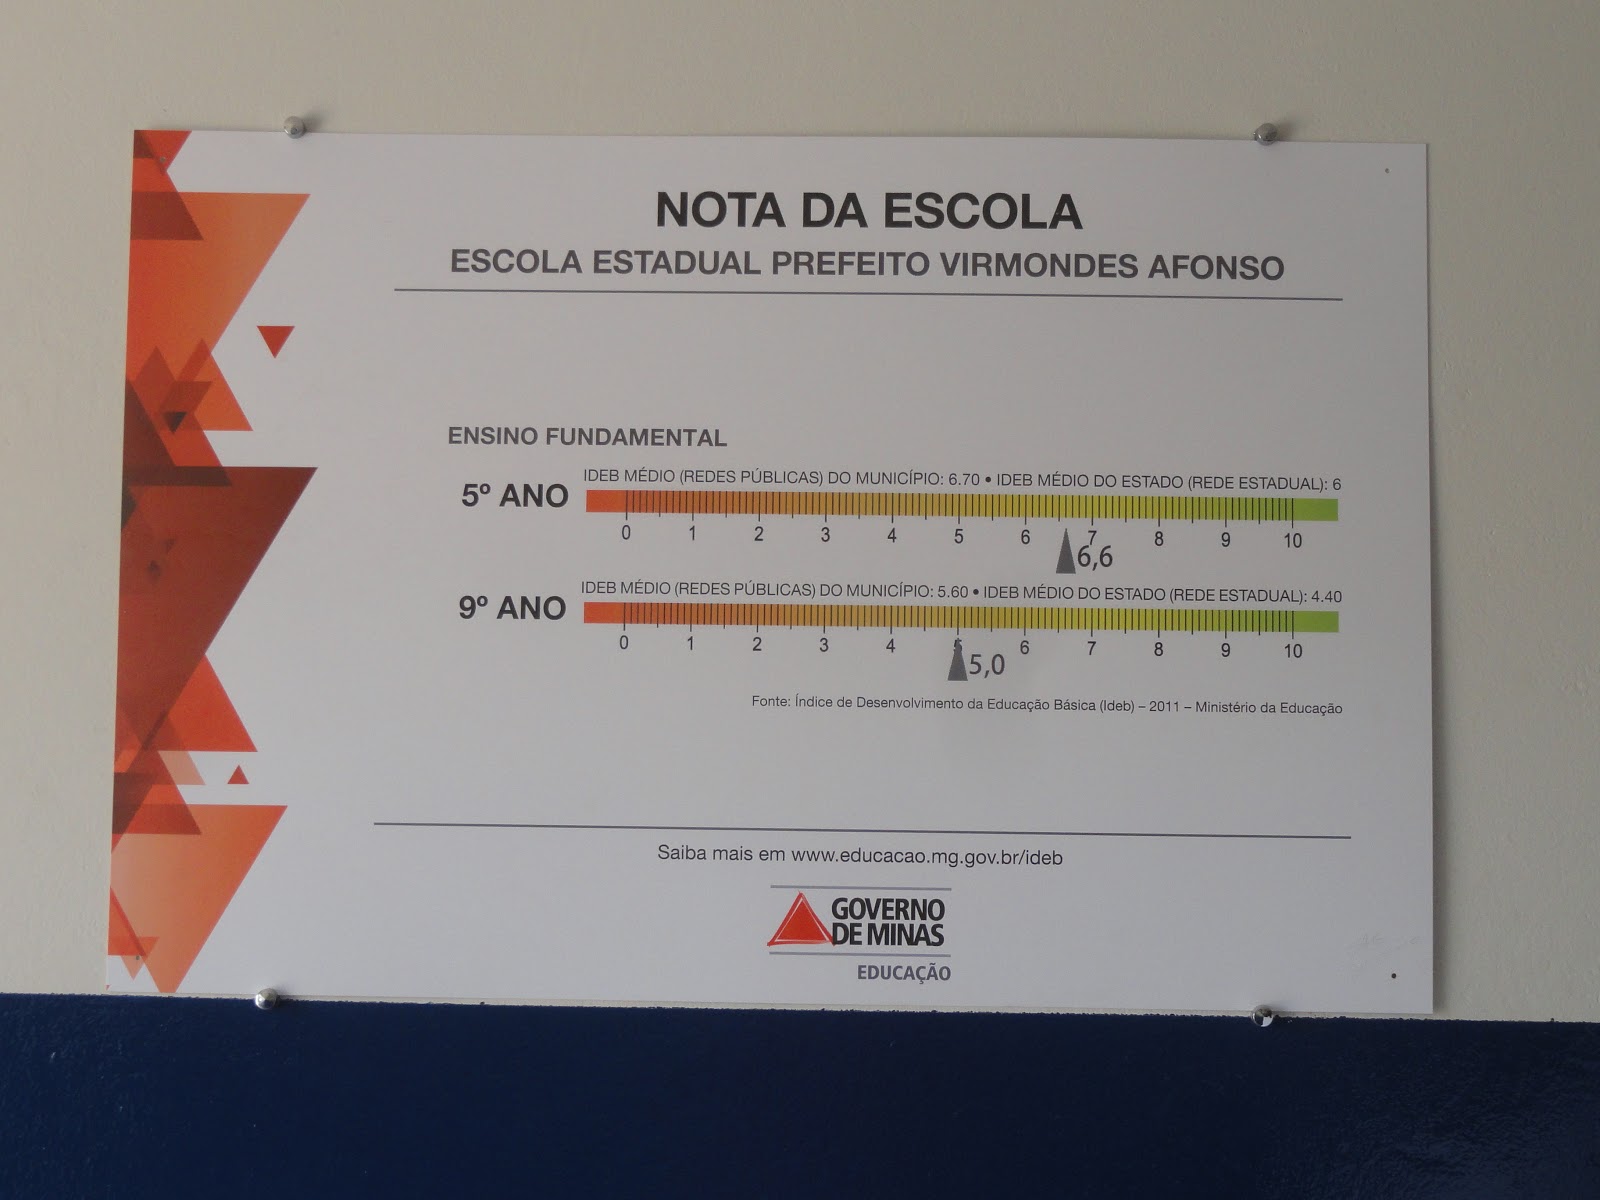 NOTA DA ESCOLA
ESCOLA ESTADUAL PREFEITO VIRMONDES AFONSO
ENSINO FUNDAMENTAL
IDEB MÉDIO (REDES PÚBLICAS) DO MUNICÍPIO: 6.70 • IDEB MÉDIO DO ESTADO (REDE ESTADUAL): 6
5º ANO
0 1 2 3 4 5 6 7 8 9 10
6,6
IDEB MÉDIO (REDES PÚBLICAS) DO MUNICÍPIO: 5.60 • IDEB MÉDIO DO ESTADO (REDE ESTADUAL): 4.40
9º ANO
0 1 2 3 4 5 6 7 8 9 10
5,0
Fonte: Índice de Desenvolvimento da Educação Básica (Ideb) – 2011 – Ministério da Educação
Saiba mais em www.educacao.mg.gov.br/ideb
GOVERNO
DE MINAS
EDUCAÇÃO